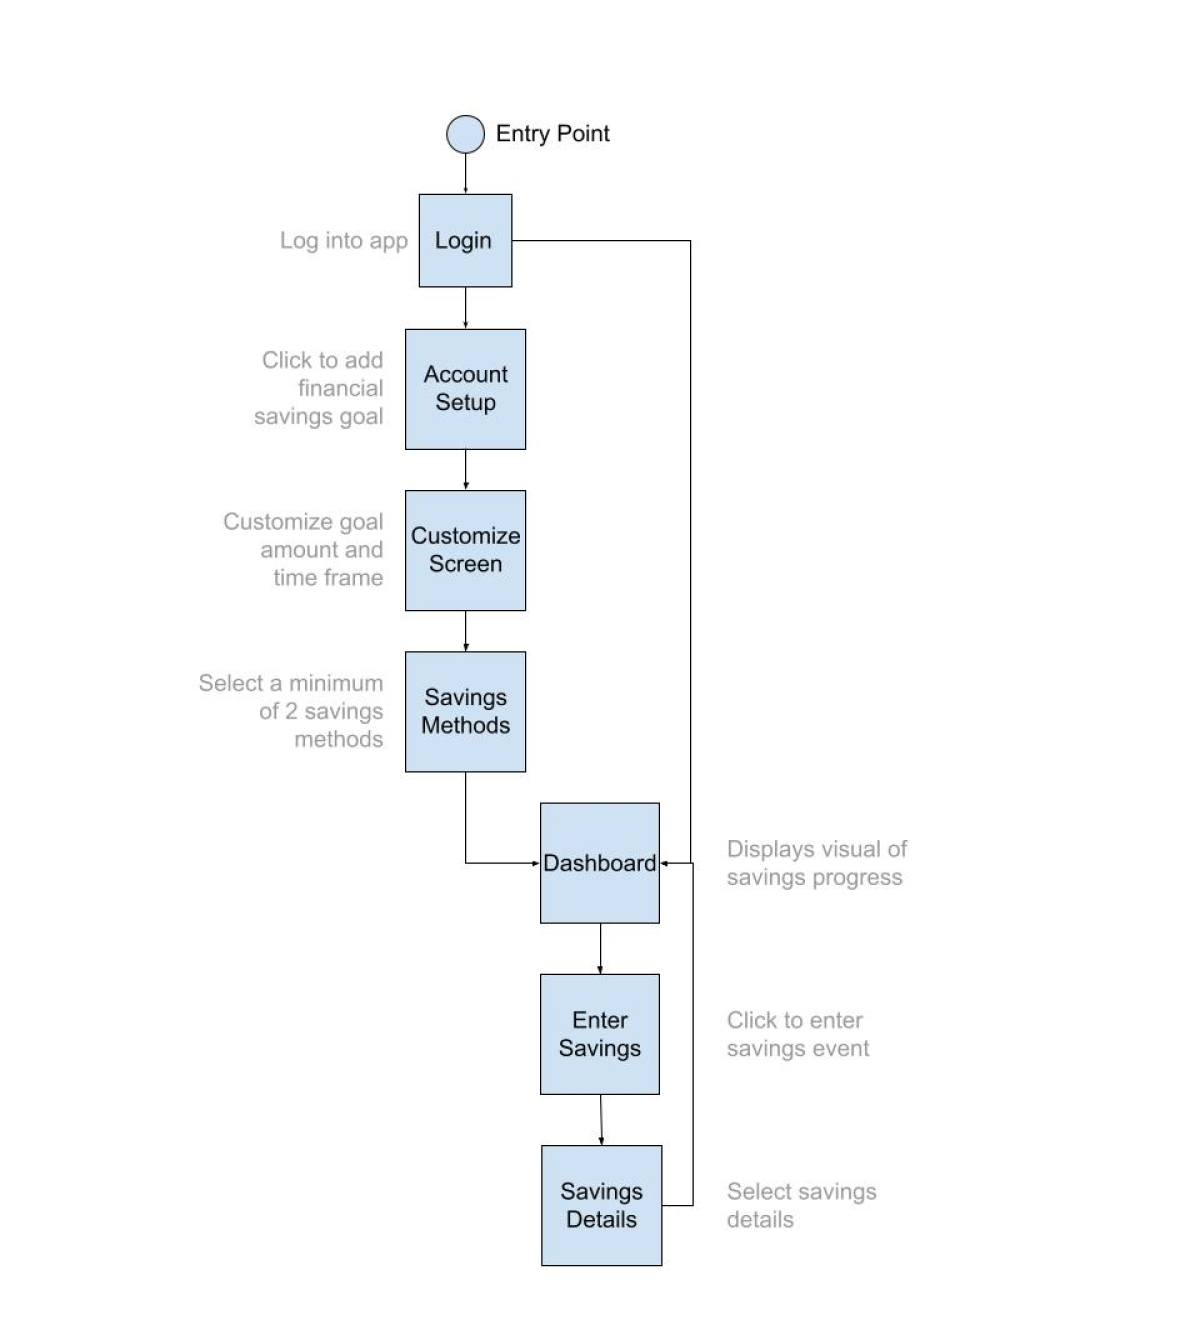 Entry Point
Log into app
Login
Click to add
financial
savings goal
Account
Setup
Customize goal
amount and
time frame
Customize
Screen
Select a minimum
of 2 savings
methods
Savings
Methods
Dashboard
Displays visual of
savings progress
Enter
Savings
Click to enter
savings event
Savings
Details
Select savings
details